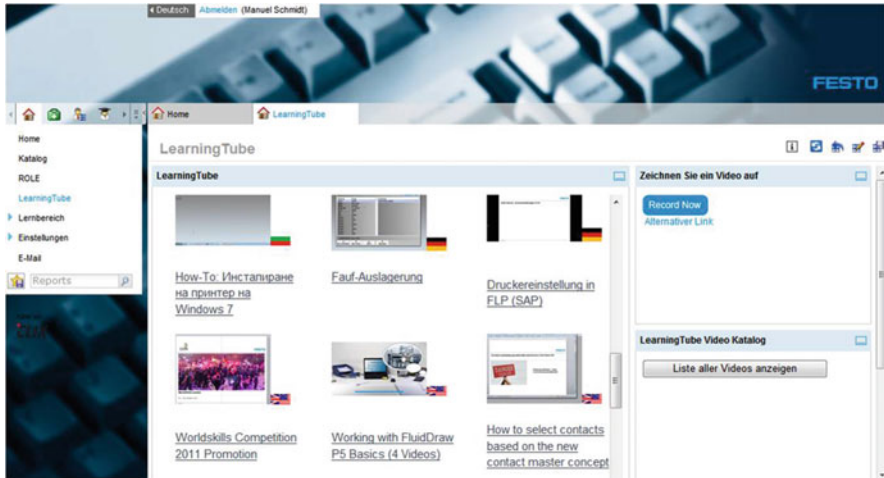 Deutsch Abmelden (Manuel Schmidt)
FESTO
Home
LearningTube
Home
Katalog
ROLE
LearningTube
Lernbereich
Einstellungen
E-Mail
Reports
LearningTube
LearningTube
How-To: Инсталиране
на принтер на
Windows 7
Fauf-Auslagerung
Druckereinstellung in
FLP (SAP)
Worldskills Competition
2011 Promotion
Working with FluidDraw
P5 Basics (4 Videos)
How to select contacts
based on the new
contact master concept
Zeichnen Sie ein Video auf
Record Now
Alternativer Link
LearningTube Video Katalog
Liste aller Videos anzeigen